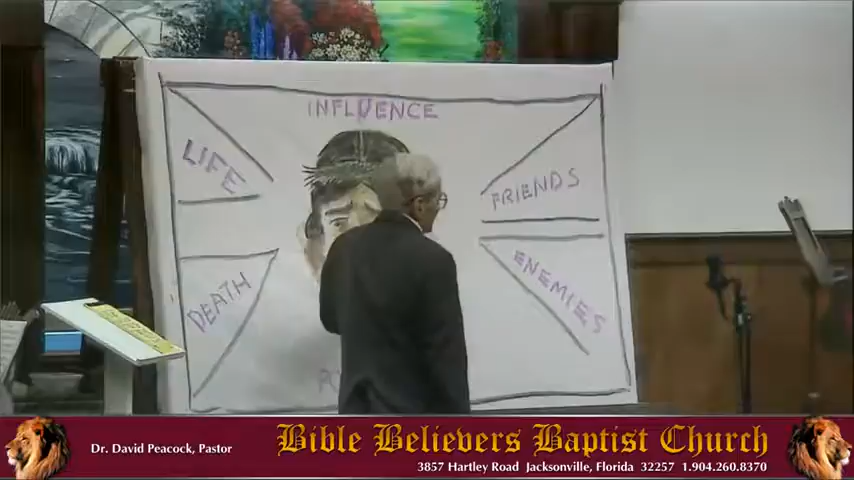 INFLUENCE
LIFE
FRIENDS
DEATH
ENEMIES
Dr. David Peacock, Pastor
Bible Believers Baptist Church
3857 Hartley Road Jacksonville, Florida 32257 1.904.260.8370